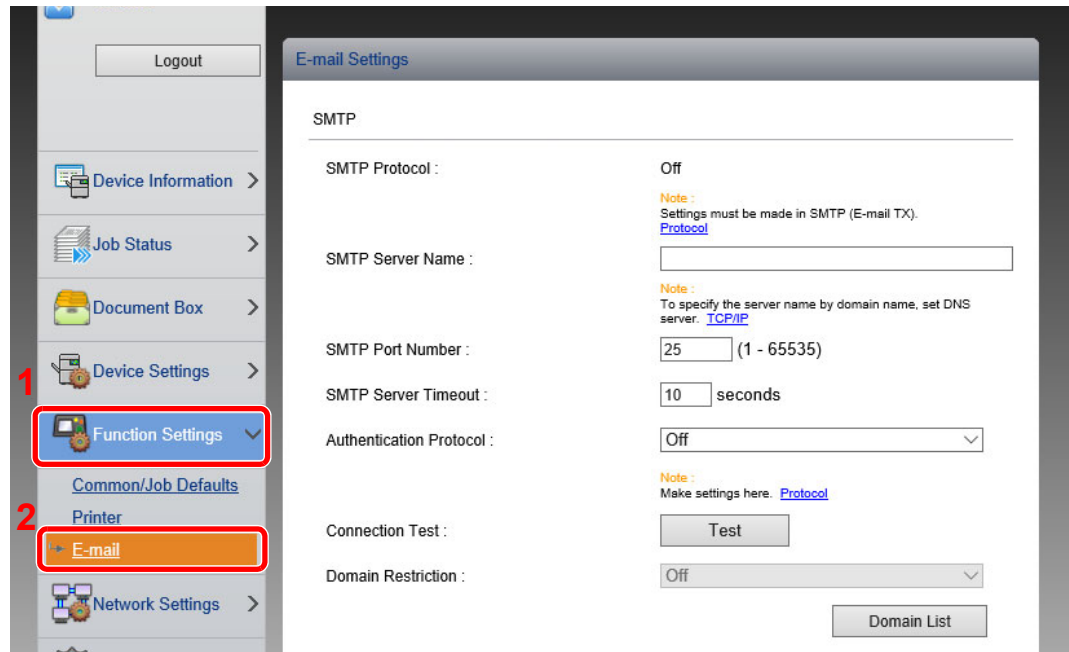 Logout
Device Information
Job Status
Document Box
1
Device Settings
Function Settings
Common/Job Defaults
2
Printer
E-mail
Network Settings
E-mail Settings
SMTP
SMTP Protocol :
Off
Note :
Settings must be made in SMTP (E-mail TX).
Protocol
SMTP Server Name :
Note :
To specify the server name by domain name, set DNS
server. TCP/IP
SMTP Port Number :
25 (1 - 65535)
SMTP Server Timeout :
10 seconds
Authentication Protocol :
Off
Note :
Make settings here. Protocol
Connection Test :
Test
Domain Restriction :
Off
Domain List